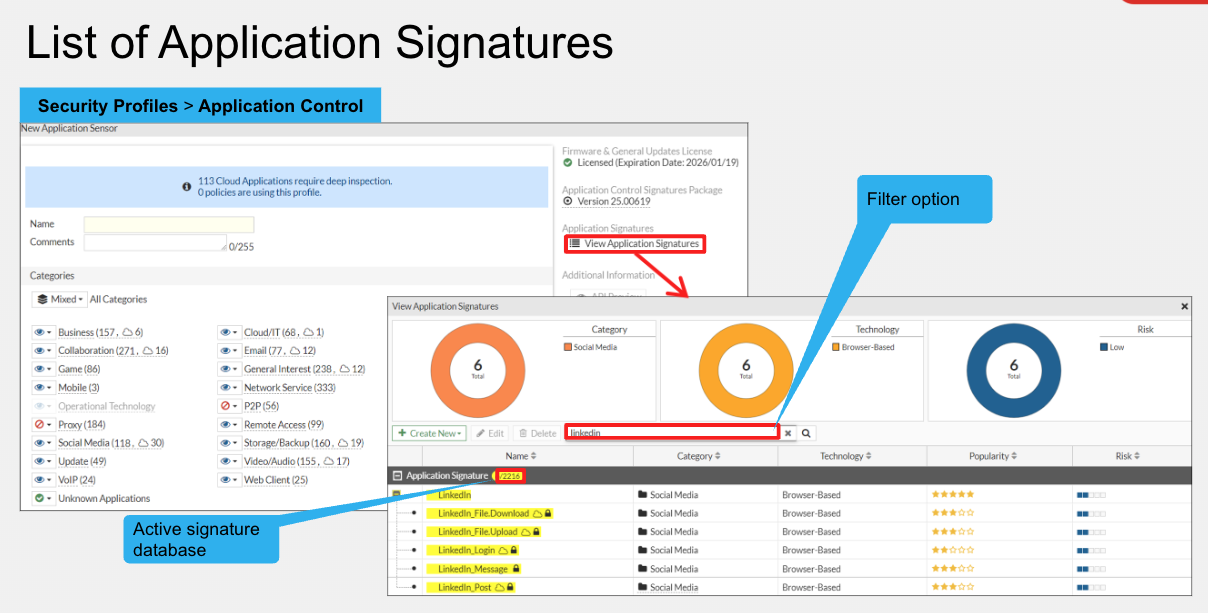 List of Application Signatures
Security Profiles > Application Control
New Application Sensor
113 Cloud Applications require deep inspection.
0 policies are using this profile.
Name
Comments
0/255
Categories
Mixed All Categories
Business (157, 6)
Cloud/IT (68, 1)
Collaboration (271, 16)
Email (77, 12)
Game (86)
General Interest (238, 12)
Mobile (3)
Network Service (333)
Operational Technology
P2P (56)
Proxy (184)
Remote Access (99)
Social Media (118, 30)
Storage/Backup (160, 19)
Update (49)
Video/Audio (155, 17)
VoIP (24)
Web Client (25)
Unknown Applications
Firmware & General Updates License
Licensed (Expiration Date: 2026/01/19)
Application Control Signatures Package
Version 25.00619
Application Signatures
View Application Signatures
Additional Information
API Preview
Filter option
Active signature
database
View Application Signatures
6
Total
Category
Social Media
6
Total
Technology
Browser-Based
6
Total
Risk
Low
Create New Edit Delete linkedin
Name Category Technology Popularity Risk
Application Signature /2216
LinkedIn Social Media Browser-Based
LinkedIn_File.Download Social Media Browser-Based
LinkedIn_File.Upload Social Media Browser-Based
LinkedIn_Login Social Media Browser-Based
LinkedIn_Message Social Media Browser-Based
LinkedIn_Post Social Media Browser-Based